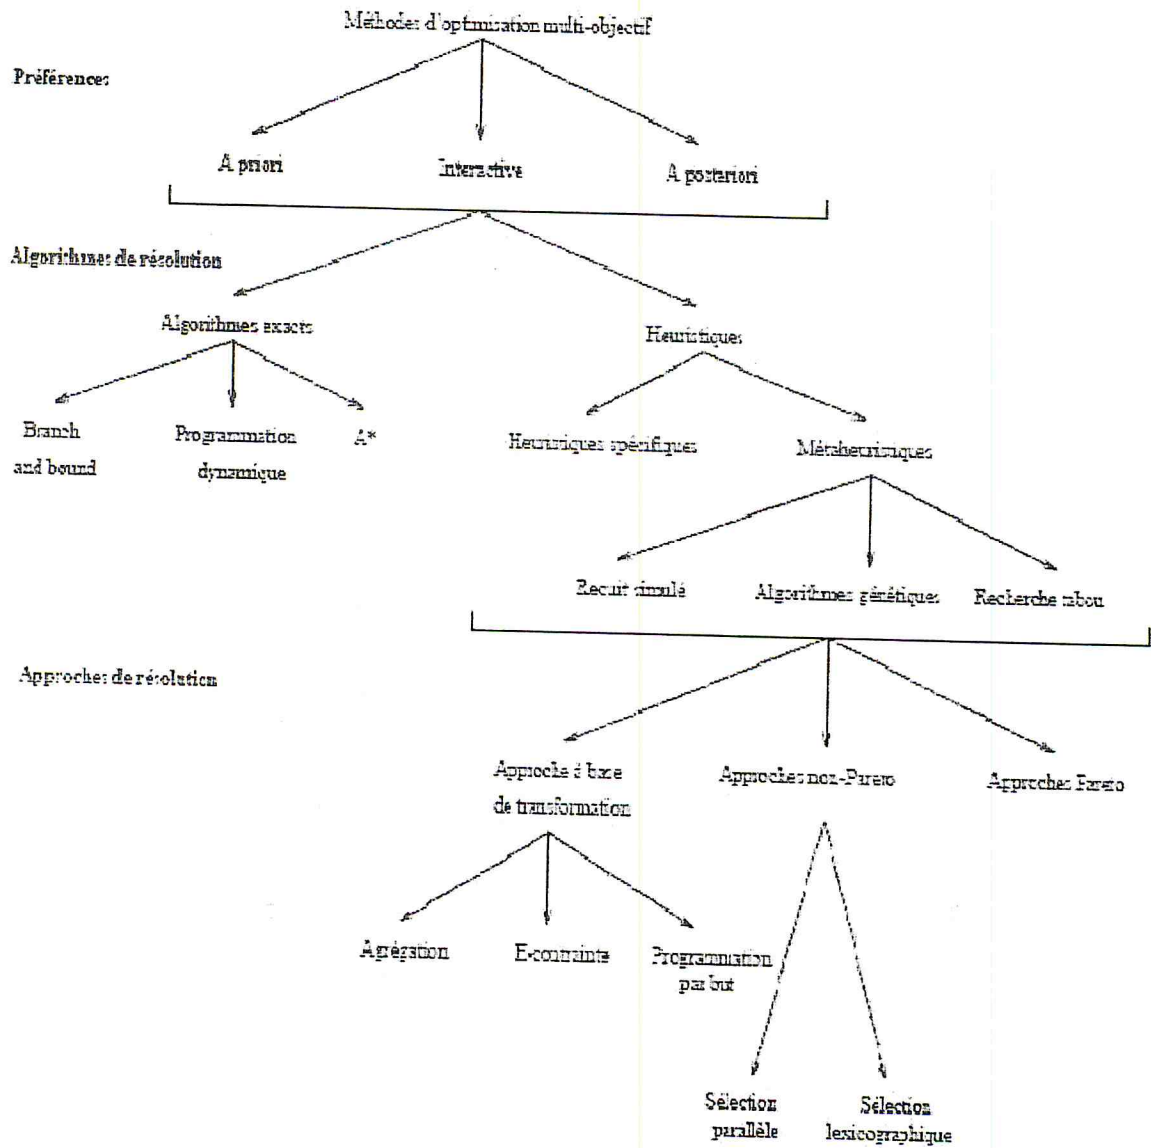 Méthodes d'optimisation multi-objectif
Préférences
A priori
Interactive
A posteriori
Algorithmes de résolution
Algorithmes exacts
Heuristiques
Branch
and bound
Programmation
dynamique
A*
Heuristiques spécifiques
Métaheuristiques
Recuit simulé
Algorithmes génétiques
Recherche tabou
Approches de résolution
Approche à base
de transformation
Approches non-Pareto
Approches Pareto
Agrégation
E-contrainte
Programmation
par but
Sélection
parallèle
Sélection
lexicographique